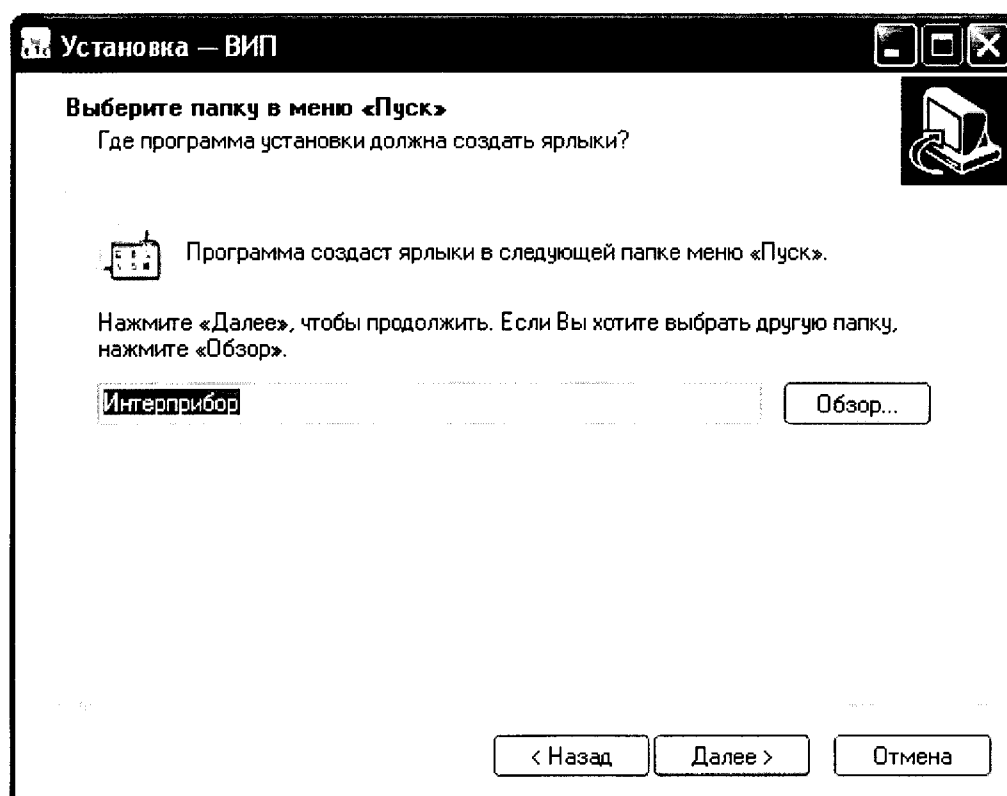 Установка — ВИП
Выберите папку в меню «Пуск»
Где программа установки должна создать ярлыки?
Программа создаст ярлыки в следующей папке меню «Пуск».
Нажмите «Далее», чтобы продолжить. Если Вы хотите выбрать другую папку,
нажмите «Обзор».
Интерприбор
Обзор...
< Назад
Далее >
Отмена